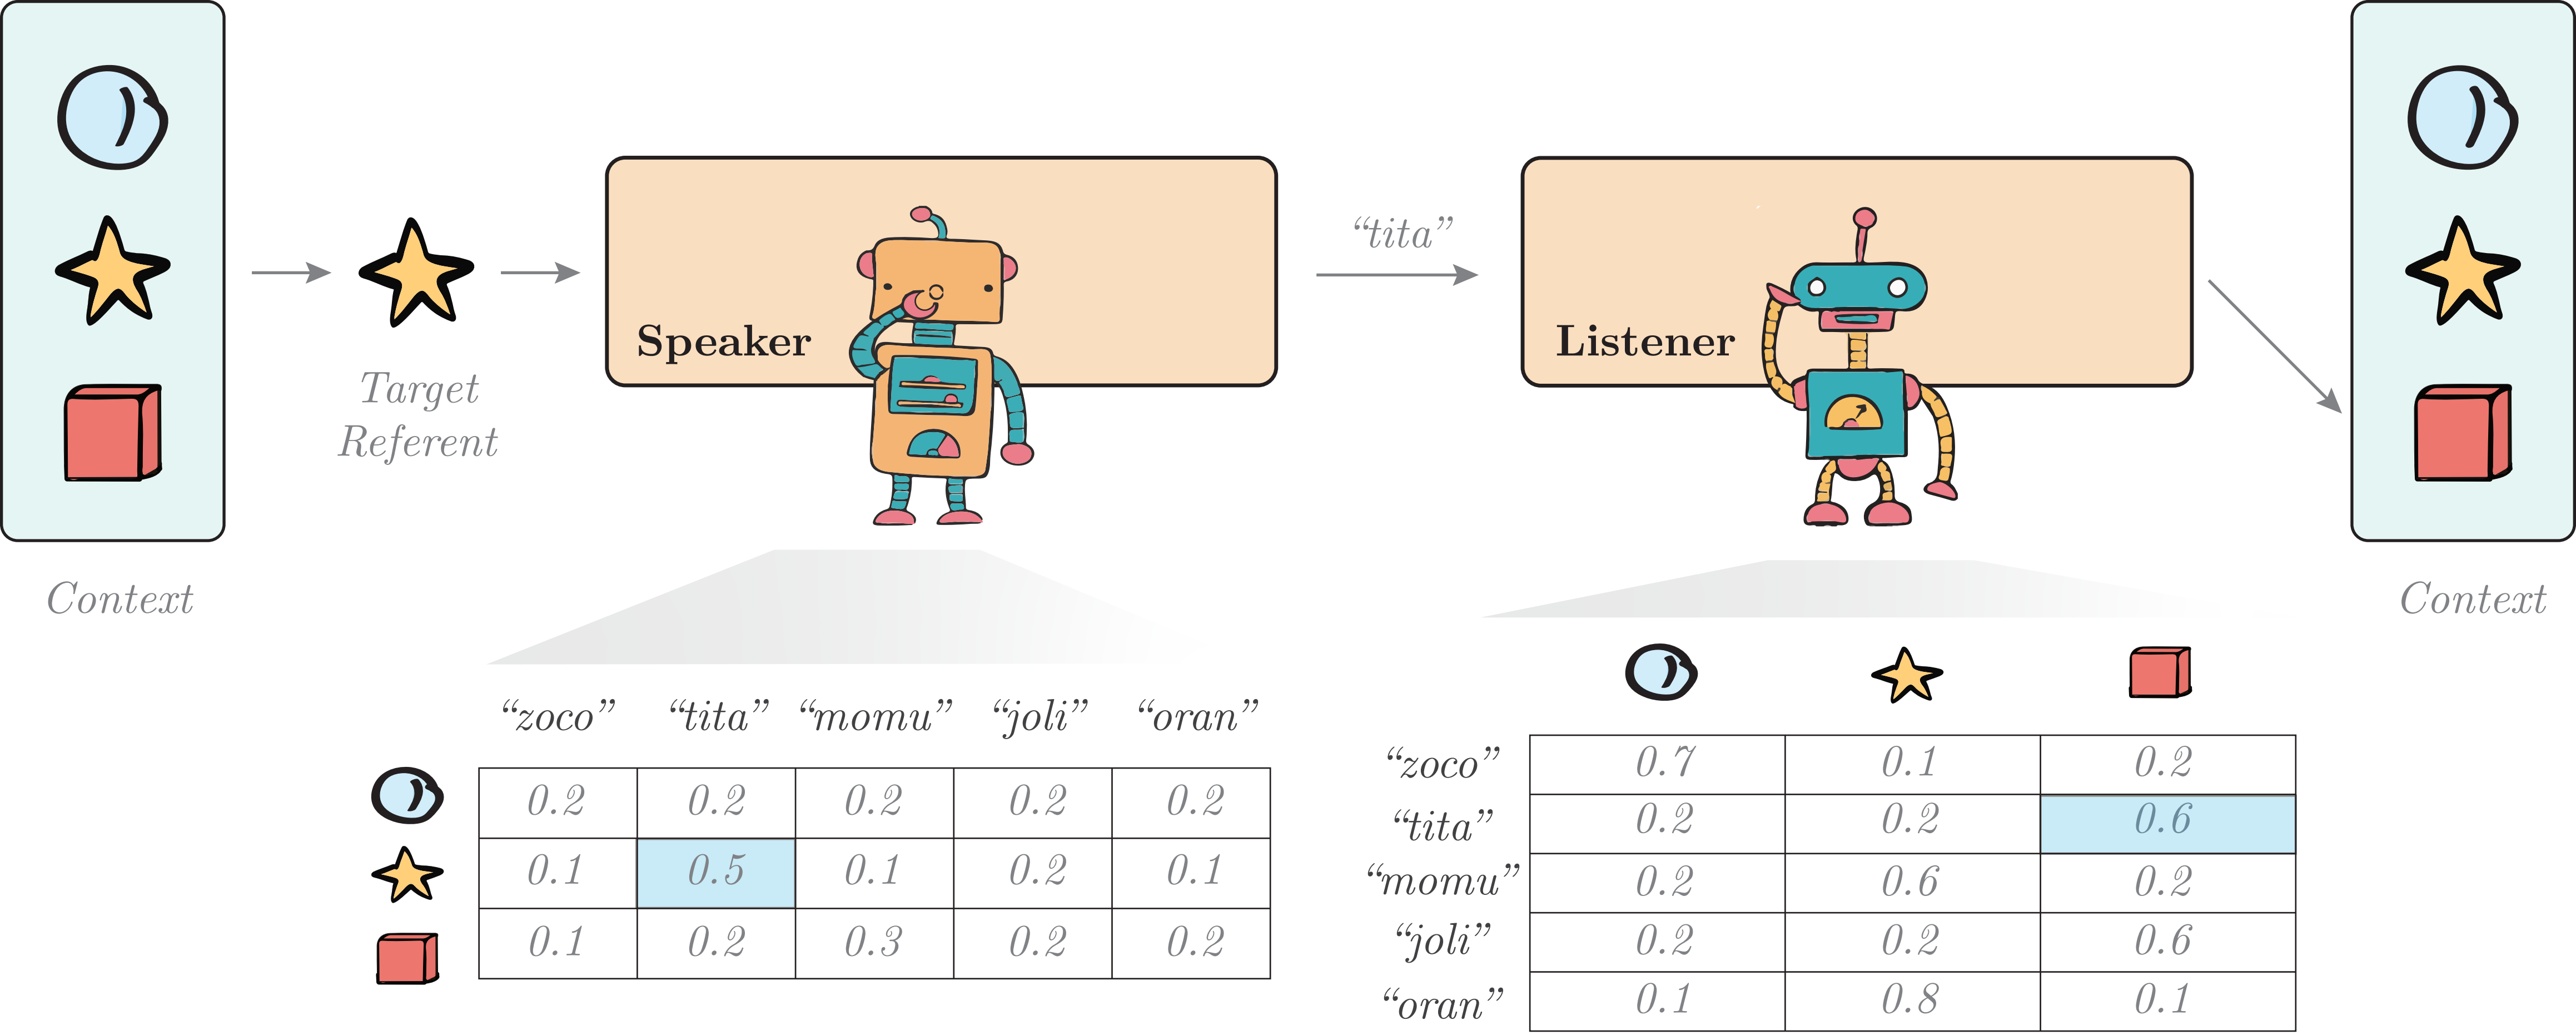 “tita”
Speaker
Listener
Target
Referent
Context
Context
“zoco” “tita” “momu” “joli” “oran”
0.2 0.2 0.2 0.2 0.2
0.1 0.5 0.1 0.2 0.1
0.1 0.2 0.3 0.2 0.2
“zoco” 0.7 0.1 0.2
“tita” 0.2 0.2 0.6
“momu” 0.2 0.6 0.2
“joli” 0.2 0.2 0.6
“oran” 0.1 0.8 0.1